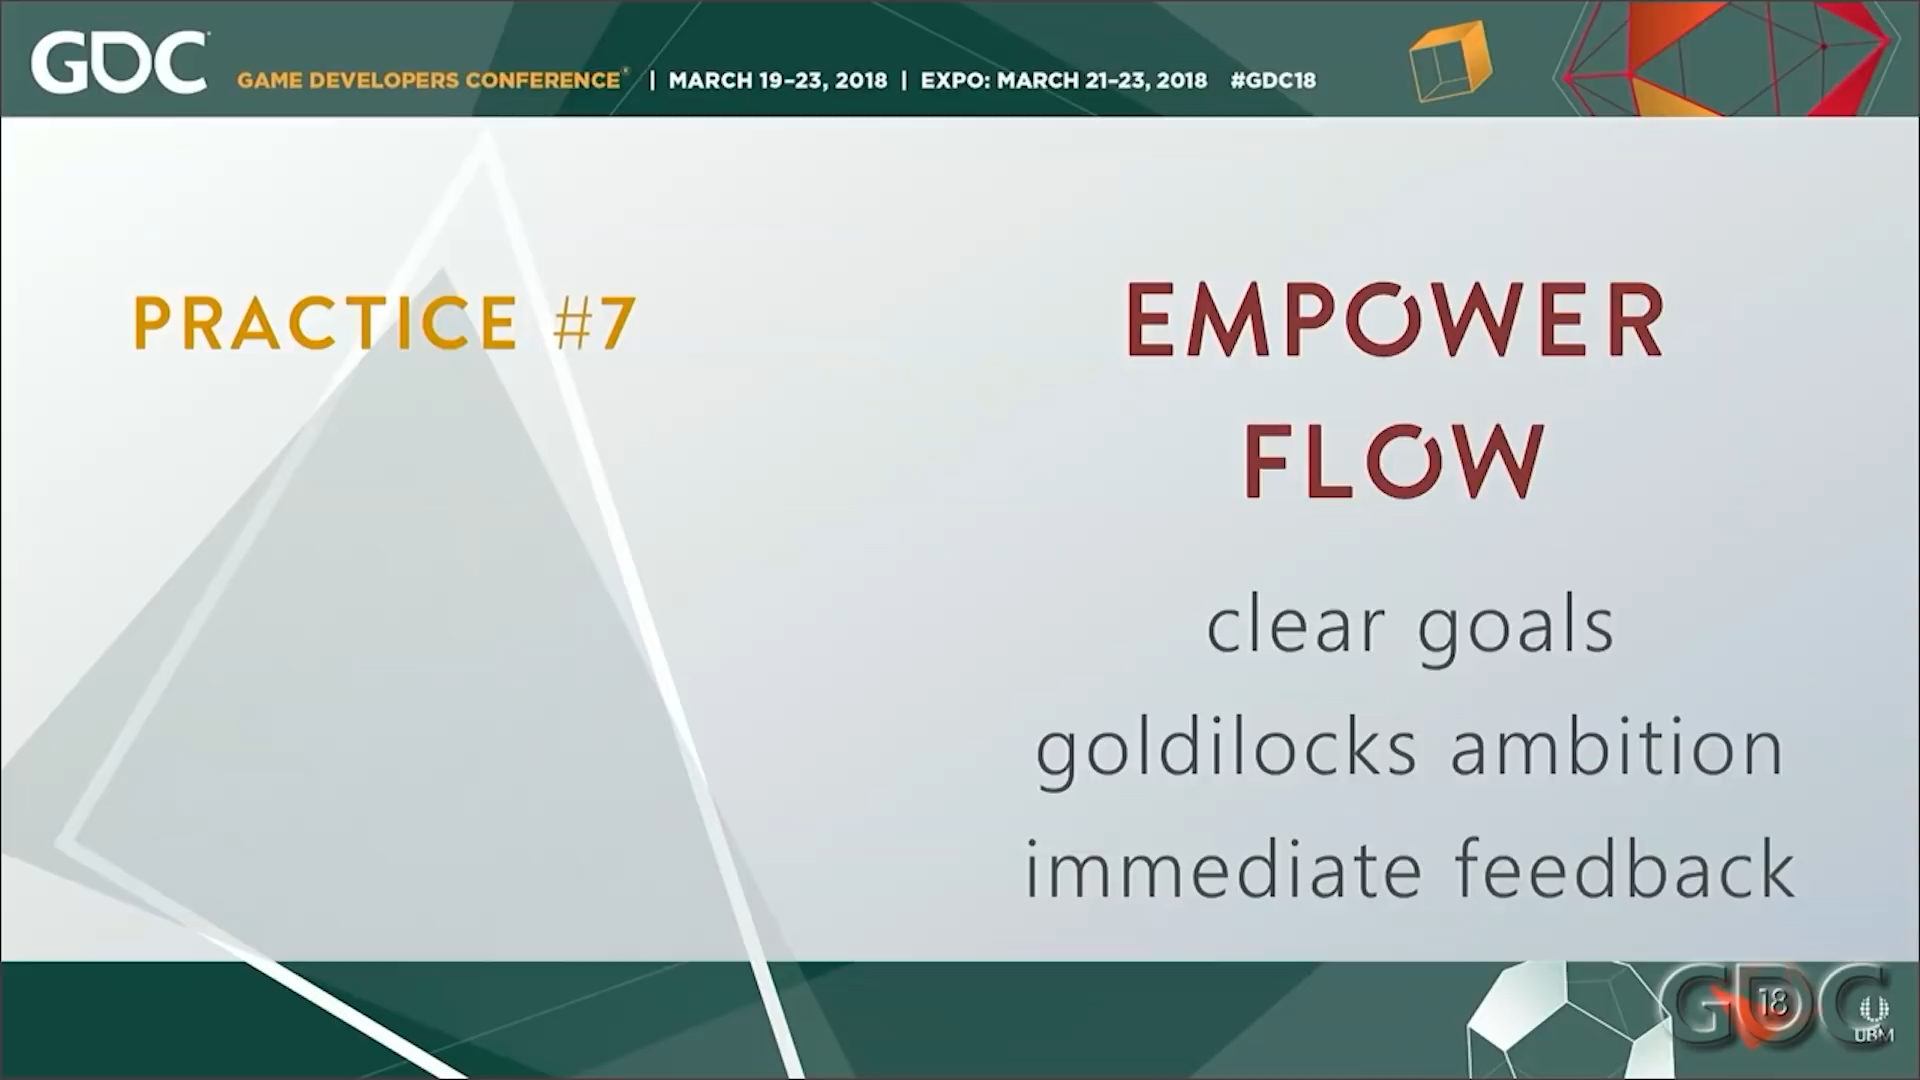 GDC
GAME DEVELOPERS CONFERENCE® | MARCH 19–23, 2018 | EXPO: MARCH 21–23, 2018 #GDC18
PRACTICE #7
EMPOWER
FLOW
clear goals
goldilocks ambition
immediate feedback
GDC
18
UBM